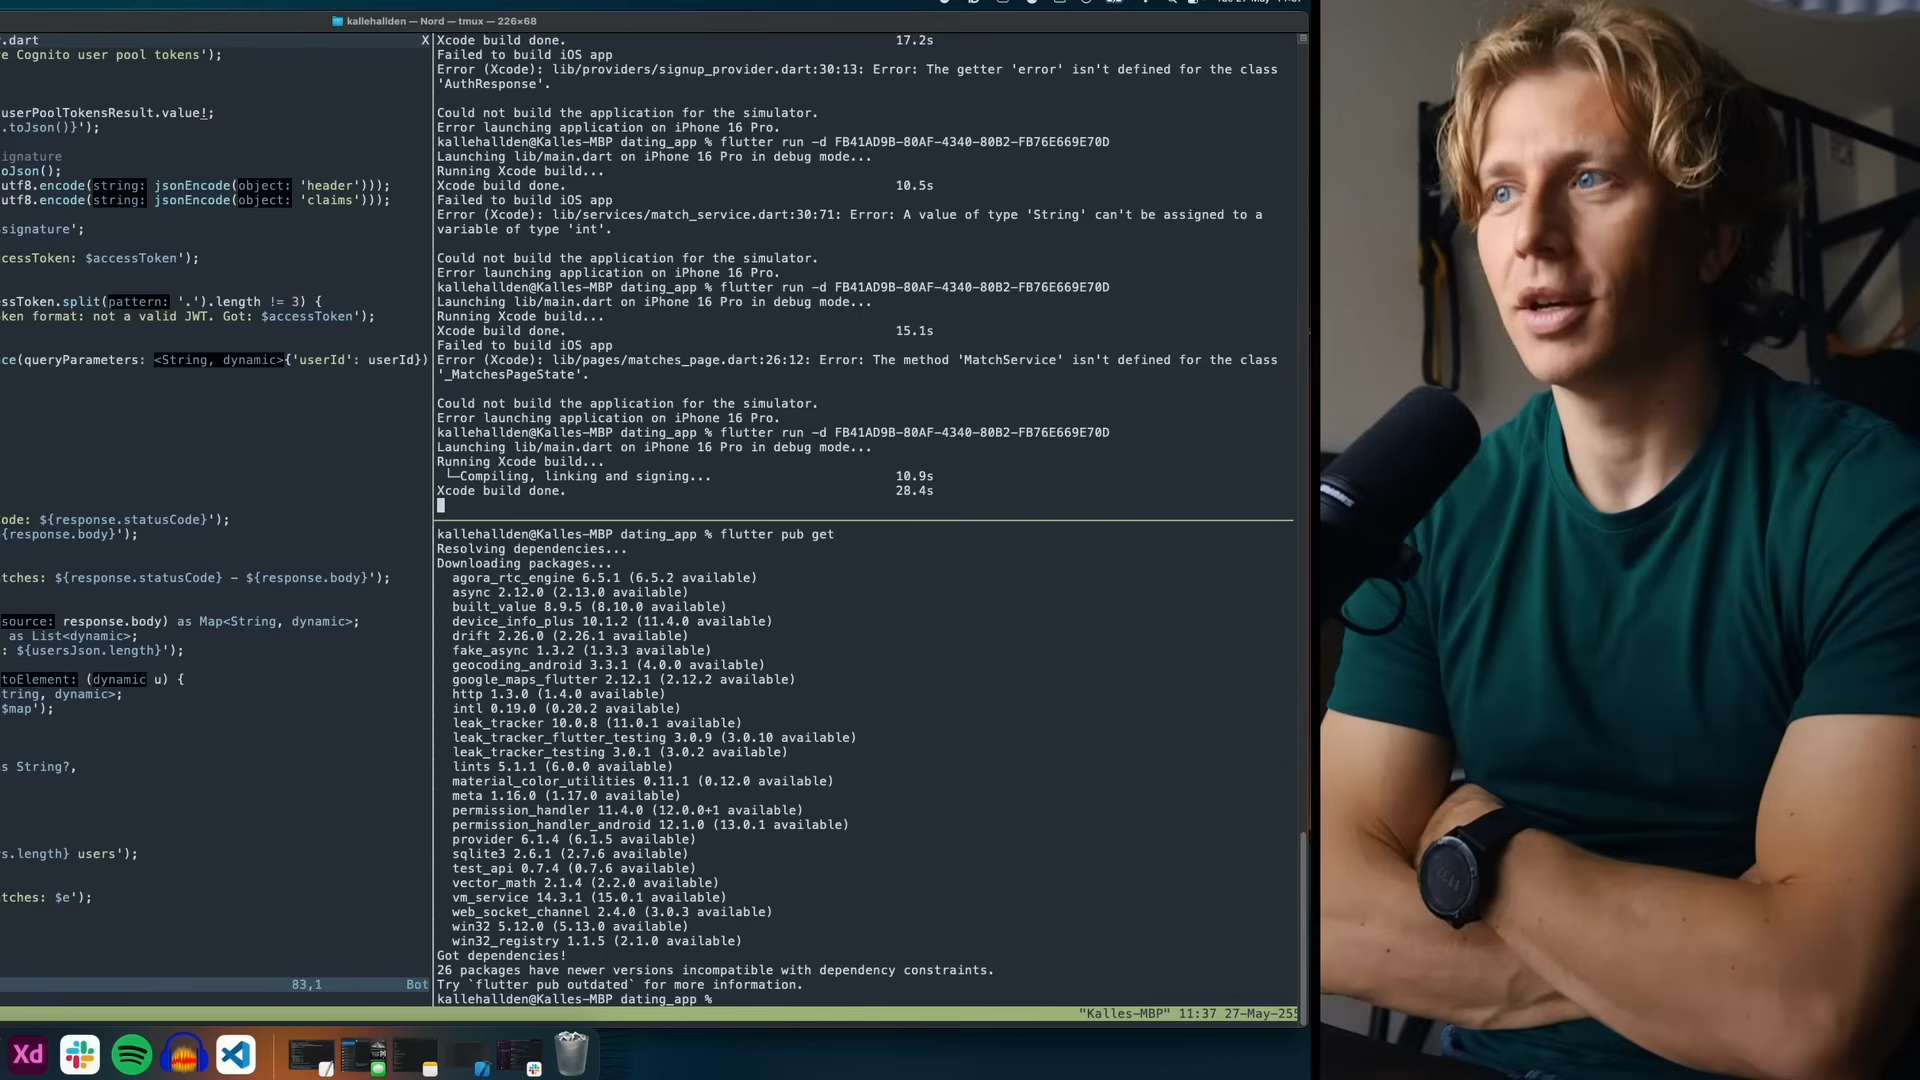 kallehallden — Nord — tmux — 226×68
.dart X
e Cognito user pool tokens');
userPoolTokensResult.value!;
.toJson()}');
ignature
oJson();
utf8.encode(string: jsonEncode(object: 'header')));
utf8.encode(string: jsonEncode(object: 'claims')));
signature';
cessToken: $accessToken');
ssToken.split(pattern: '.').length != 3) {
ken format: not a valid JWT. Got: $accessToken');
ce(queryParameters: <String, dynamic>{'userId': userId})
ode: ${response.statusCode}');
{response.body}');
tches: ${response.statusCode} - ${response.body}');
source: response.body) as Map<String, dynamic>;
as List<dynamic>;
: ${usersJson.length}');
toElement: (dynamic u) {
tring, dynamic>;
$map');
s String?,
s.length} users');
tches: $e');
83,1 Bot
Xcode build done. 17.2s
Failed to build iOS app
Error (Xcode): lib/providers/signup_provider.dart:30:13: Error: The getter 'error' isn't defined for the class
'AuthResponse'.
Could not build the application for the simulator.
Error launching application on iPhone 16 Pro.
kallehallden@Kalles-MBP dating_app % flutter run -d FB41AD9B-80AF-4340-80B2-FB76E669E70D
Launching lib/main.dart on iPhone 16 Pro in debug mode...
Running Xcode build...
Xcode build done. 10.5s
Failed to build iOS app
Error (Xcode): lib/services/match_service.dart:30:71: Error: A value of type 'String' can't be assigned to a
variable of type 'int'.
Could not build the application for the simulator.
Error launching application on iPhone 16 Pro.
kallehallden@Kalles-MBP dating_app % flutter run -d FB41AD9B-80AF-4340-80B2-FB76E669E70D
Launching lib/main.dart on iPhone 16 Pro in debug mode...
Running Xcode build...
Xcode build done. 15.1s
Failed to build iOS app
Error (Xcode): lib/pages/matches_page.dart:26:12: Error: The method 'MatchService' isn't defined for the class
'_MatchesPageState'.
Could not build the application for the simulator.
Error launching application on iPhone 16 Pro.
kallehallden@Kalles-MBP dating_app % flutter run -d FB41AD9B-80AF-4340-80B2-FB76E669E70D
Launching lib/main.dart on iPhone 16 Pro in debug mode...
Running Xcode build...
└─Compiling, linking and signing... 10.9s
Xcode build done. 28.4s
kallehallden@Kalles-MBP dating_app % flutter pub get
Resolving dependencies...
Downloading packages...
agora_rtc_engine 6.5.1 (6.5.2 available)
async 2.12.0 (2.13.0 available)
built_value 8.9.5 (8.10.0 available)
device_info_plus 10.1.2 (11.4.0 available)
drift 2.26.0 (2.26.1 available)
fake_async 1.3.2 (1.3.3 available)
geocoding_android 3.3.1 (4.0.0 available)
google_maps_flutter 2.12.1 (2.12.2 available)
http 1.3.0 (1.4.0 available)
intl 0.19.0 (0.20.2 available)
leak_tracker 10.0.8 (11.0.1 available)
leak_tracker_flutter_testing 3.0.9 (3.0.10 available)
leak_tracker_testing 3.0.1 (3.0.2 available)
lints 5.1.1 (6.0.0 available)
material_color_utilities 0.11.1 (0.12.0 available)
meta 1.16.0 (1.17.0 available)
permission_handler 11.4.0 (12.0.0+1 available)
permission_handler_android 12.1.0 (13.0.1 available)
provider 6.1.4 (6.1.5 available)
sqlite3 2.6.1 (2.7.6 available)
test_api 0.7.4 (0.7.6 available)
vector_math 2.1.4 (2.2.0 available)
vm_service 14.3.1 (15.0.1 available)
web_socket_channel 2.4.0 (3.0.3 available)
win32 5.12.0 (5.13.0 available)
win32_registry 1.1.5 (2.1.0 available)
Got dependencies!
26 packages have newer versions incompatible with dependency constraints.
Try `flutter pub outdated` for more information.
kallehallden@Kalles-MBP dating_app %
"Kalles-MBP" 11:37 27-May-255
Xd